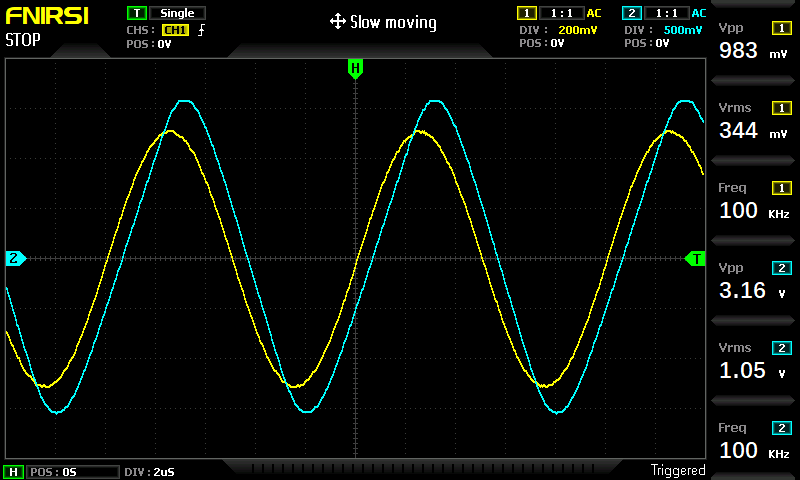 FNIRSI
STOP
T Single
CHS: CH1
POS: 0V
Slow moving
1 1:1 AC
DIV: 200mV
POS: 0V
2 1:1 AC
DIV: 500mV
POS: 0V
H
2
T
Vpp 1
983 mV
Vrms 1
344 mV
Freq 1
100 KHz
Vpp 2
3.16 V
Vrms 2
1.05 V
Freq 2
100 KHz
H POS: 0S DIV: 2uS
Triggered